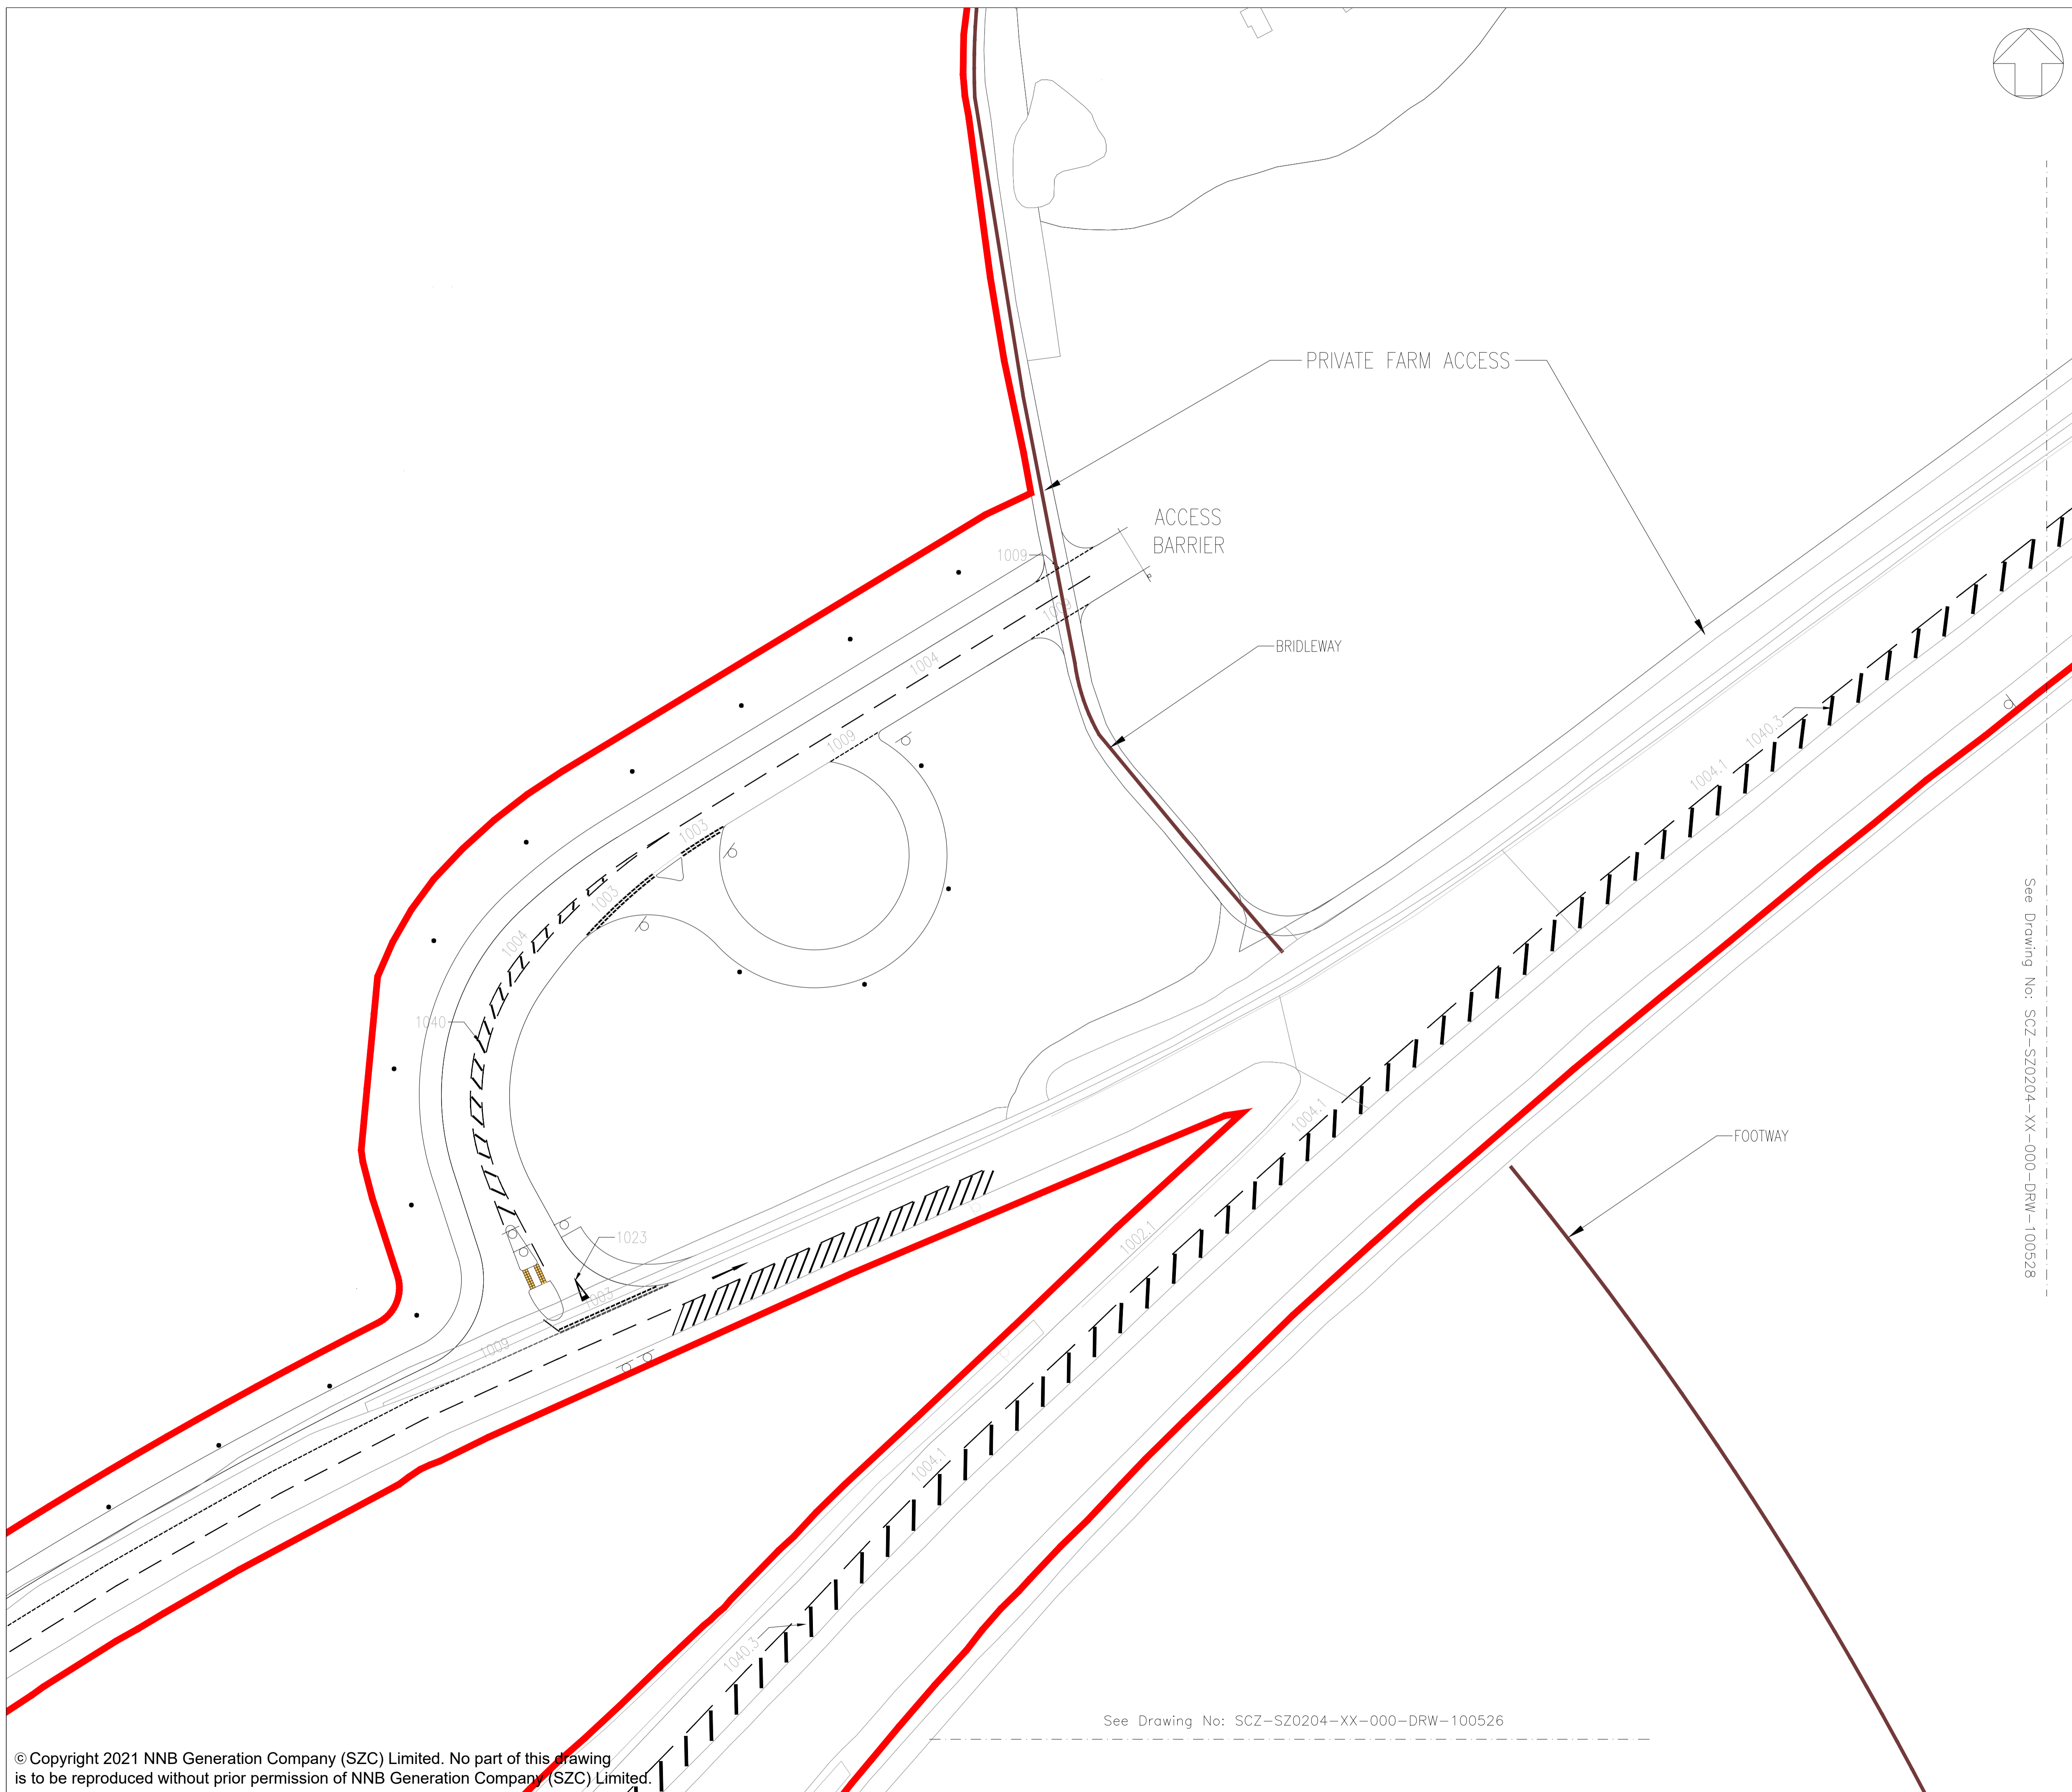 PRIVATE FARM ACCESS
ACCESS
BARRIER
1009
1009
BRIDLEWAY
1004
1040.3
1009
1004.1
1003
1003
1004
1040
See Drawing No: SCZ-SZ0204-XX-000-DRW-100528
1004.1
FOOTWAY
1023
1002.1
1003
1009
1004.1
1040.3
See Drawing No: SCZ-SZ0204-XX-000-DRW-100526
© Copyright 2021 NNB Generation Company (SZC) Limited. No part of this drawing
is to be reproduced without prior permission of NNB Generation Company (SZC) Limited.